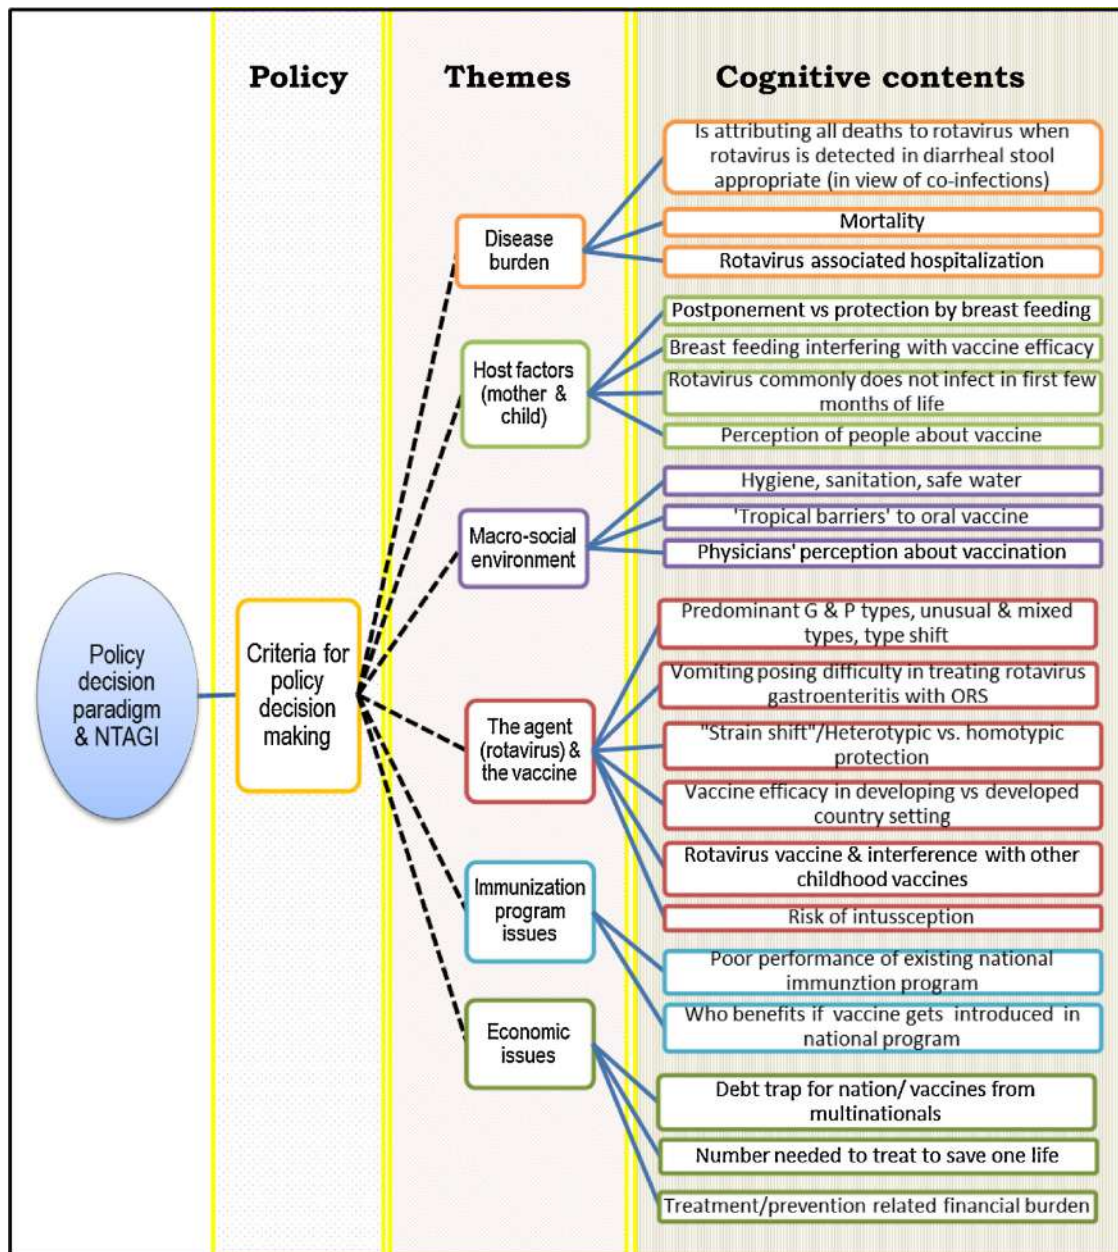 Policy
Themes
Cognitive contents
Policy
decision
paradigm
& NTAGI
Criteria for
policy
decision
making
Disease
burden
Is attributing all deaths to rotavirus when
rotavirus is detected in diarrheal stool
appropriate (in view of co-infections)
Mortality
Rotavirus associated hospitalization
Host factors
(mother &
child)
Postponement vs protection by breast feeding
Breast feeding interfering with vaccine efficacy
Rotavirus commonly does not infect in first few
months of life
Perception of people about vaccine
Macro-social
environment
Hygiene, sanitation, safe water
'Tropical barriers' to oral vaccine
Physicians' perception about vaccination
The agent
(rotavirus) &
the vaccine
Predominant G & P types, unusual & mixed
types, type shift
Vomiting posing difficulty in treating rotavirus
gastroenteritis with ORS
"Strain shift"/Heterotypic vs. homotypic
protection
Vaccine efficacy in developing vs developed
country setting
Rotavirus vaccine & interference with other
childhood vaccines
Risk of intussception
Immunization
program
issues
Poor performance of existing national
immunztion program
Who benefits if vaccine gets introduced in
national program
Economic
issues
Debt trap for nation/ vaccines from
multinationals
Number needed to treat to save one life
Treatment/prevention related financial burden